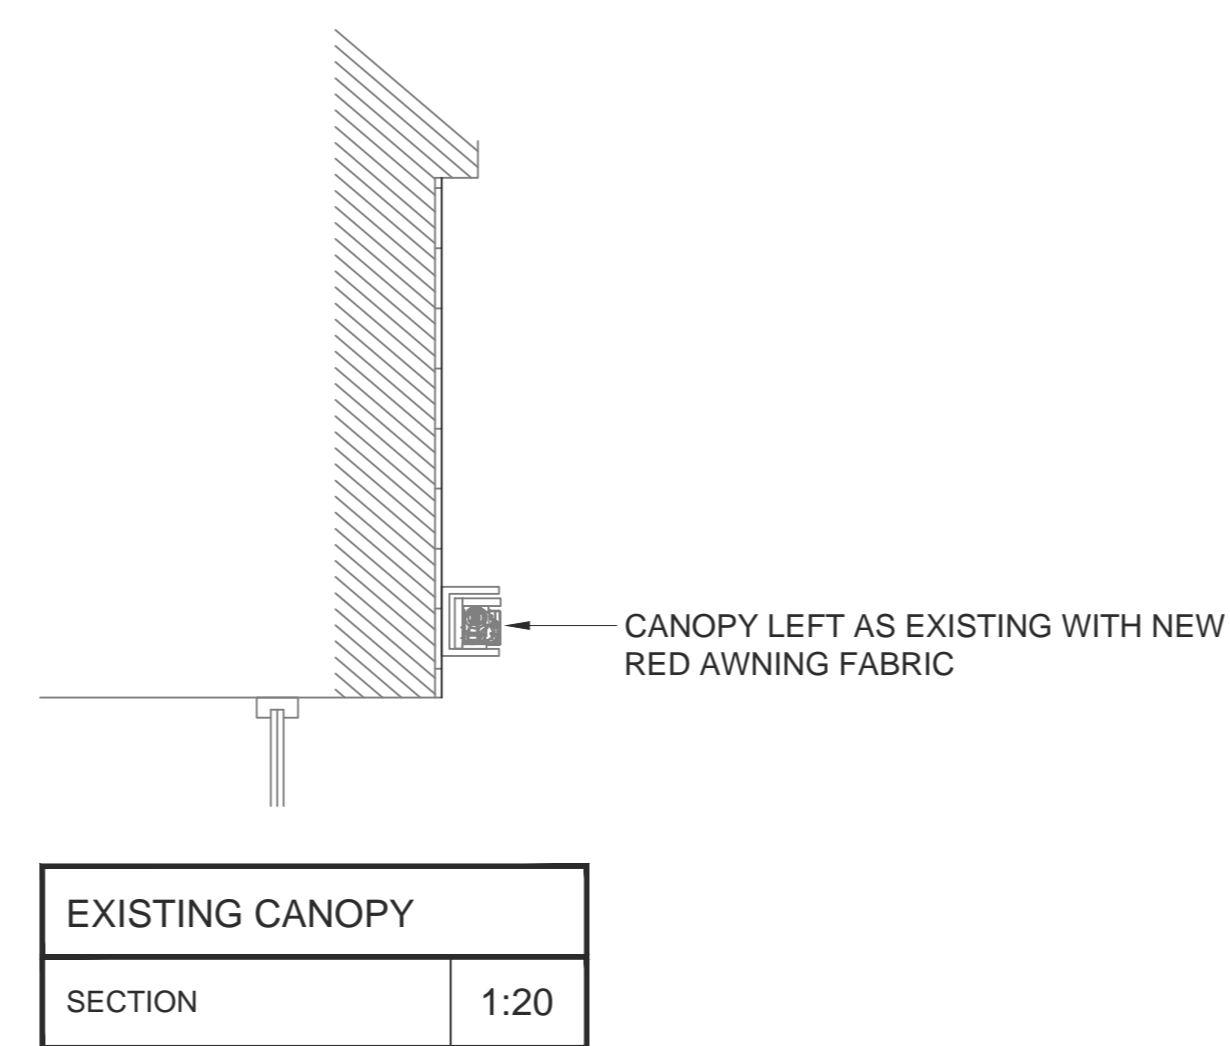 CANOPY LEFT AS EXISTING WITH NEW
RED AWNING FABRIC
EXISTING CANOPY
SECTION 1:20